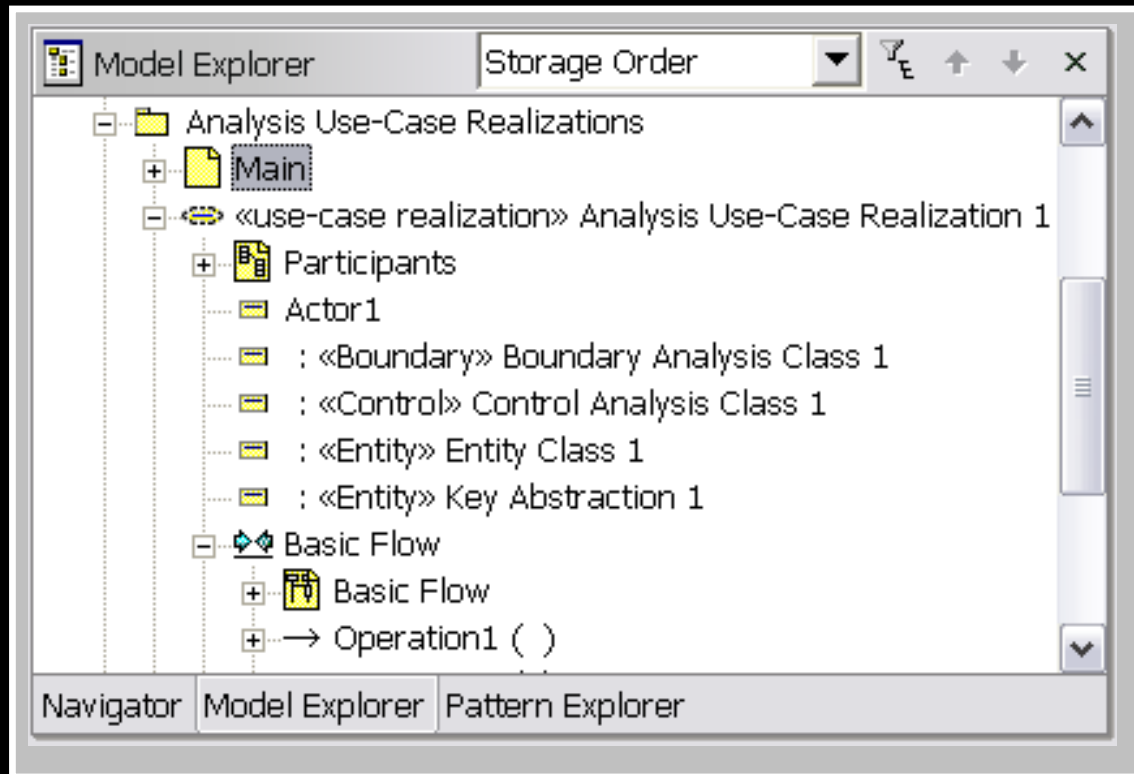 Model Explorer Storage Order
Analysis Use-Case Realizations
Main
«use-case realization» Analysis Use-Case Realization 1
Participants
Actor1
: «Boundary» Boundary Analysis Class 1
: «Control» Control Analysis Class 1
: «Entity» Entity Class 1
: «Entity» Key Abstraction 1
Basic Flow
Basic Flow
Operation1 ( )
Navigator Model Explorer Pattern Explorer